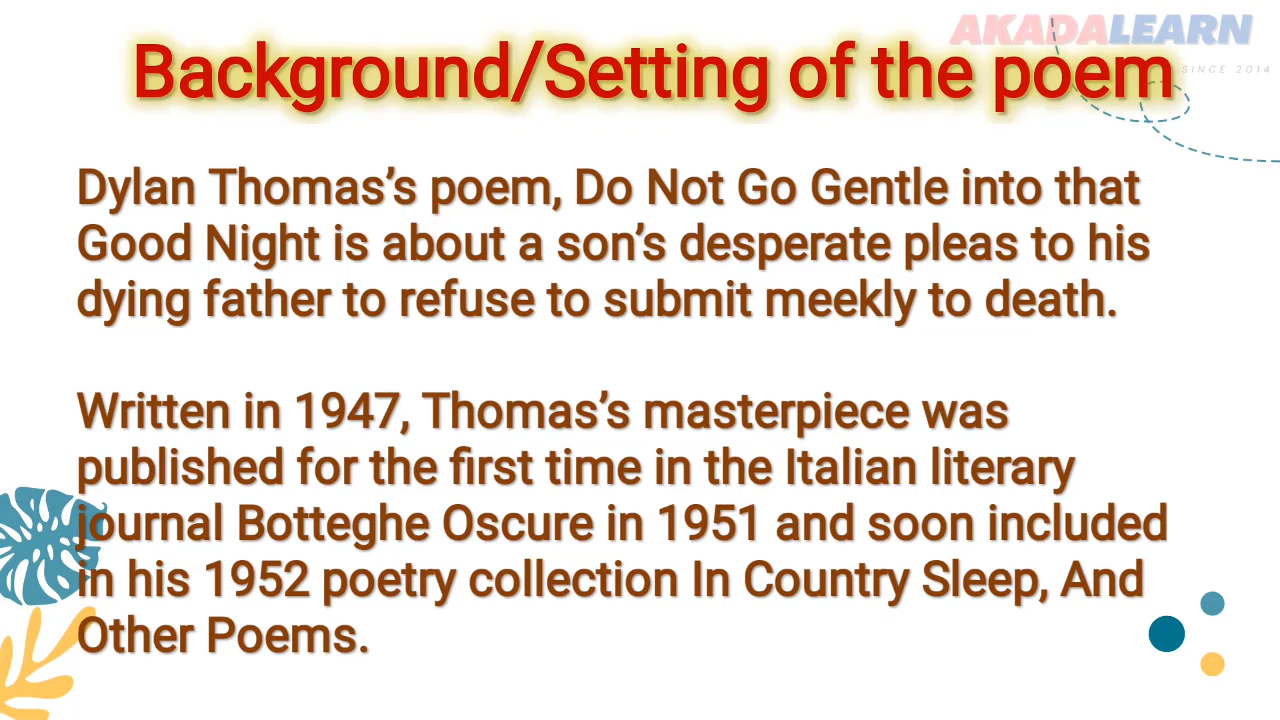 AKADALEARN
SINCE 2014
Background/Setting of the poem
Dylan Thomas’s poem, Do Not Go Gentle into that
Good Night is about a son’s desperate pleas to his
dying father to refuse to submit meekly to death.
Written in 1947, Thomas’s masterpiece was
published for the first time in the Italian literary
journal Botteghe Oscure in 1951 and soon included
in his 1952 poetry collection In Country Sleep, And
Other Poems.